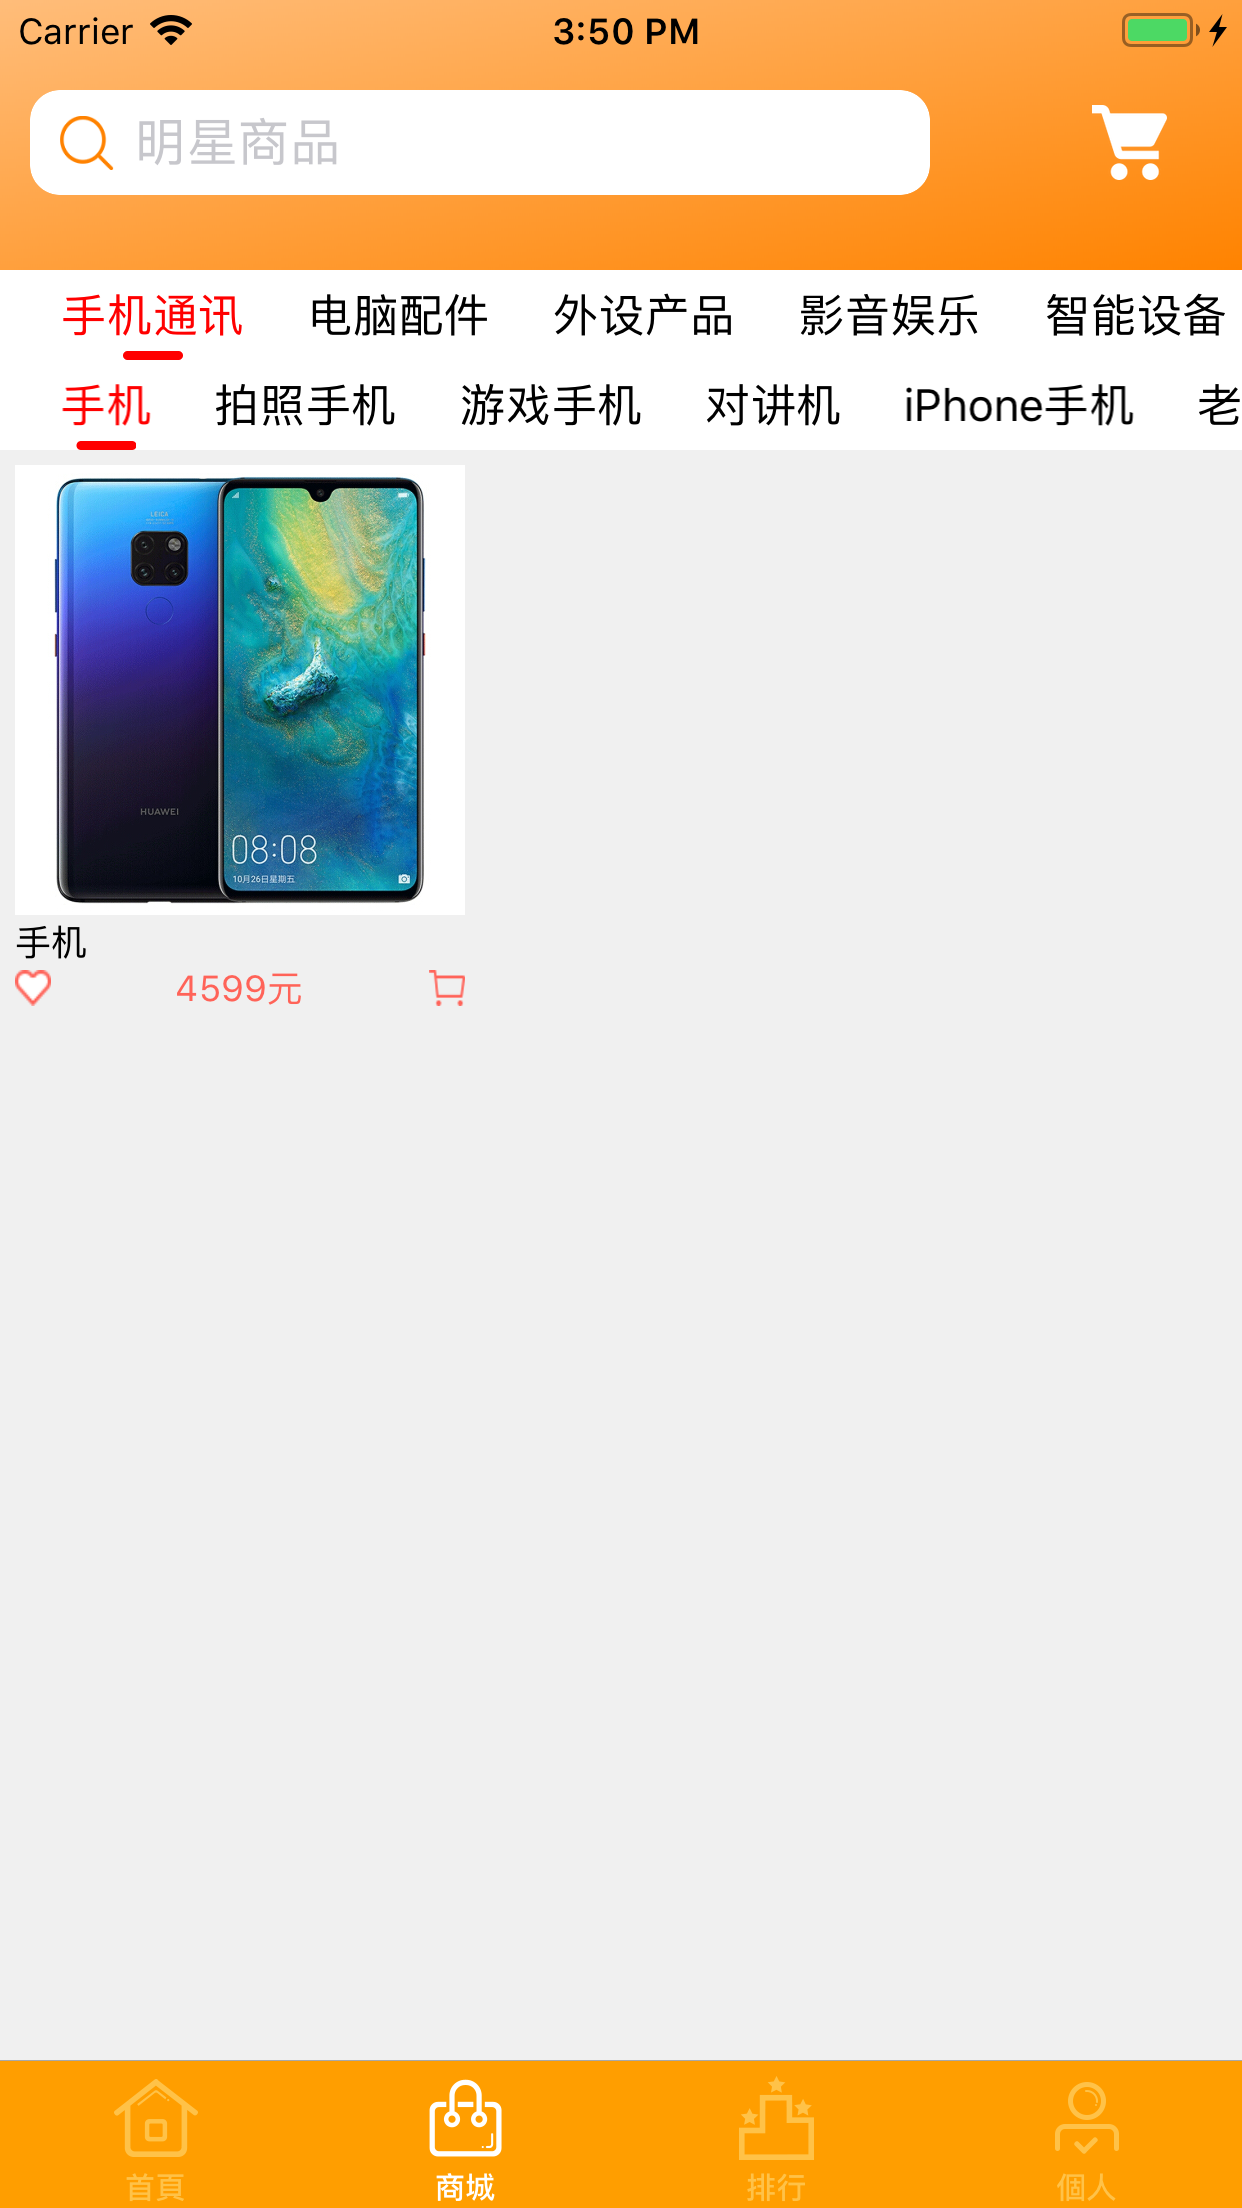 Carrier 3:50 PM
明星商品
手机通讯 电脑配件 外设产品 影音娱乐 智能设备
手机 拍照手机 游戏手机 对讲机 iPhone手机 老
LEICA
HUAWEI
08:08
10月26日星期五
手机
4599元
首頁 商城 排行 個人